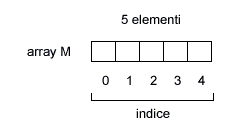 5 elementi
array M
0 1 2 3 4
indice